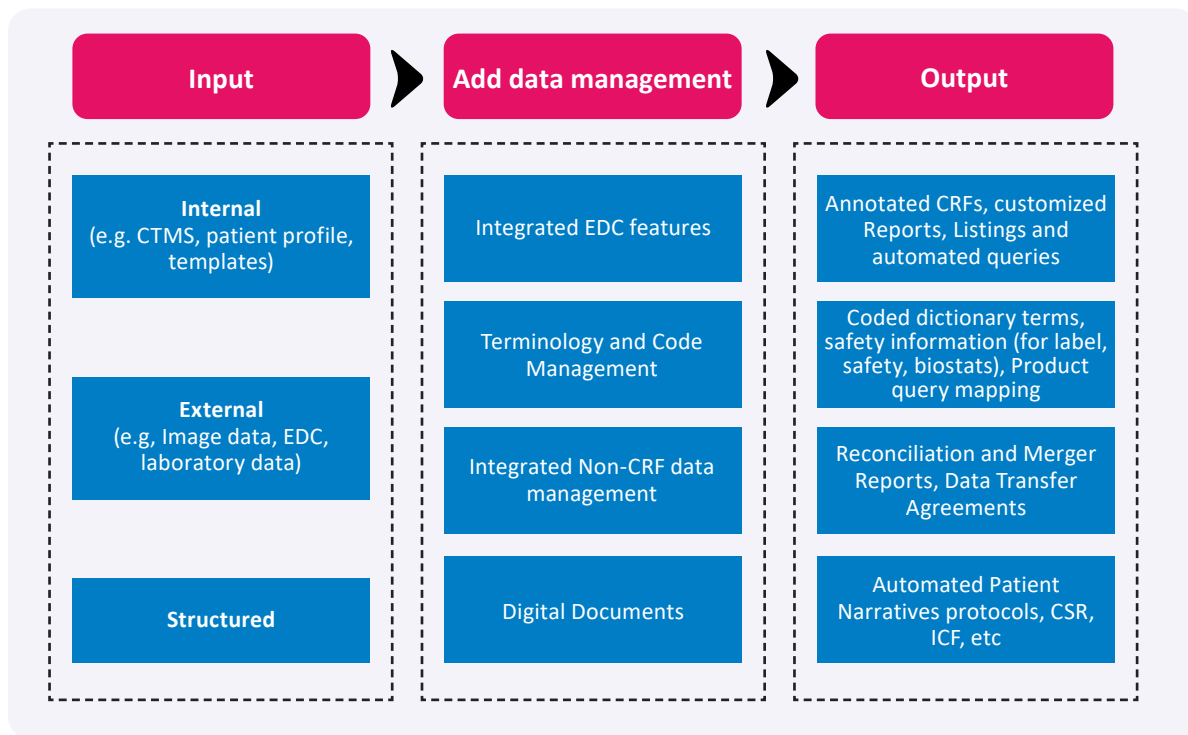 Input
Add data management
Output
Internal
(e.g. CTMS, patient profile,
templates)
External
(e.g, Image data, EDC,
laboratory data)
Structured
Integrated EDC features
Terminology and Code
Management
Integrated Non-CRF data
management
Digital Documents
Annotated CRFs, customized
Reports, Listings and
automated queries
Coded dictionary terms,
safety information (for label,
safety, biostats), Product
query mapping
Reconciliation and Merger
Reports, Data Transfer
Agreements
Automated Patient
Narratives protocols, CSR,
ICF, etc